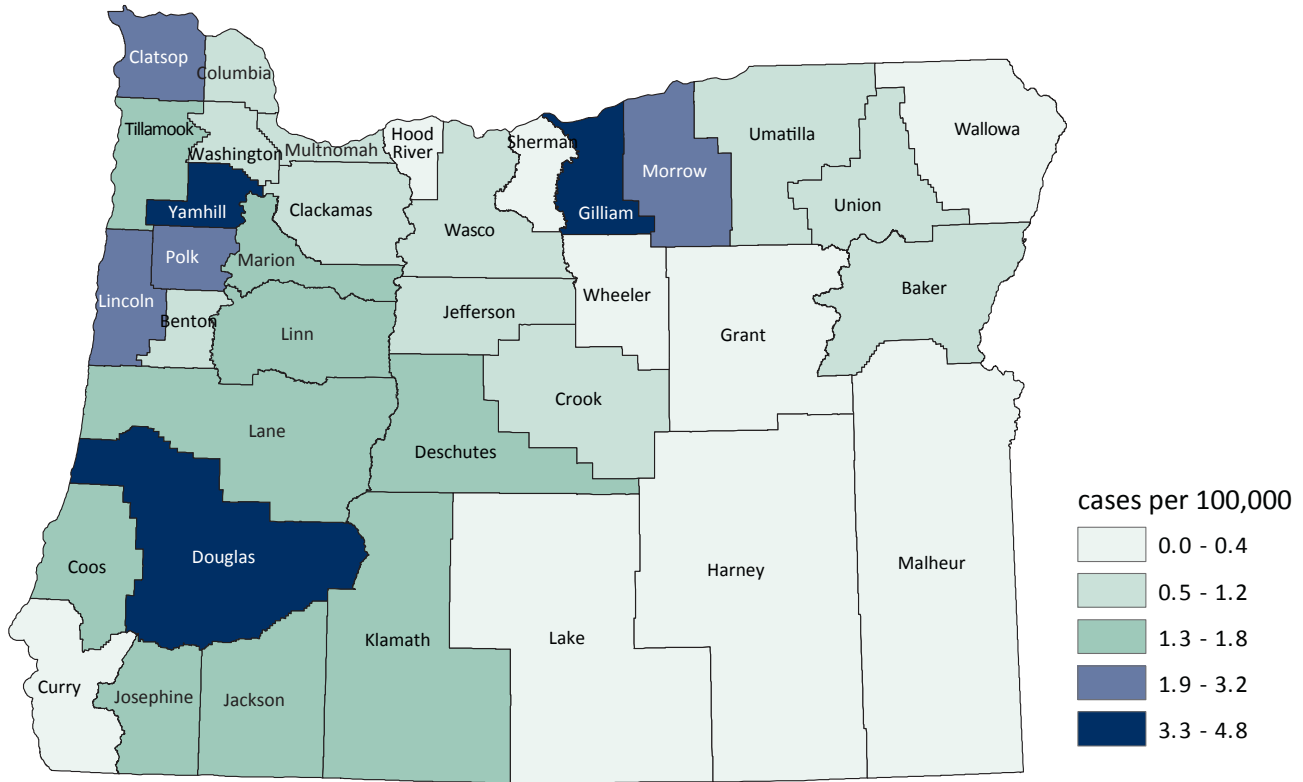 Clatsop
Columbia
Tillamook
Washington
Multnomah
Hood
River
Sherman
Umatilla
Wallowa
Morrow
Gilliam
Yamhill
Clackamas
Wasco
Union
Polk
Marion
Lincoln
Benton
Linn
Jefferson
Wheeler
Grant
Baker
Crook
Lane
Deschutes
Douglas
Coos
Harney
Malheur
Klamath
Lake
Curry
Josephine
Jackson
cases per 100,000
0.0 - 0.4
0.5 - 1.2
1.3 - 1.8
1.9 - 3.2
3.3 - 4.8